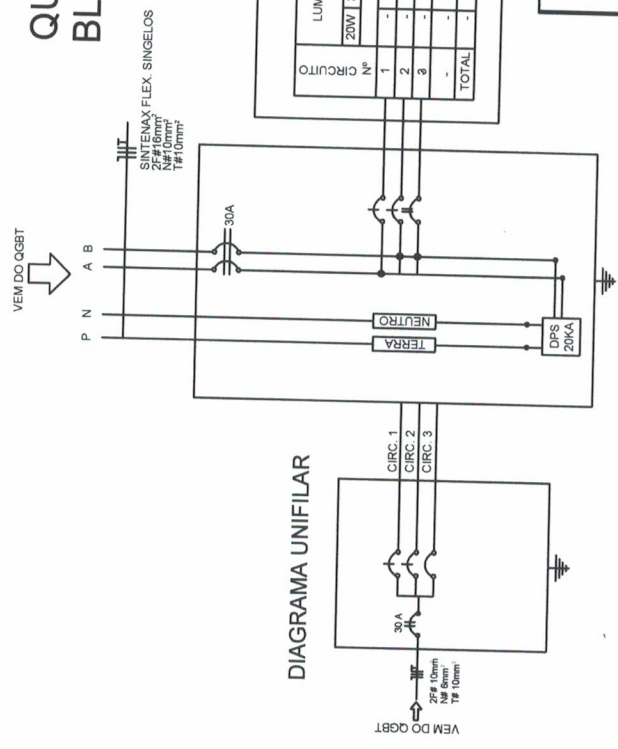 QU
BL
VEM DO QGBT
P N A B
SINTENAX FLEX. SINGELOS
2F#16mm²
N#10mm²
T#10mm²
30A
TERRA
NEUTRO
DPS
20KA
CIRCUITO
Nº
LUM
20W
1 -
2 -
3 -
- -
TOTAL -
DIAGRAMA UNIFILAR
CIRC. 1
CIRC. 2
CIRC. 3
30 A
2F# 10mm²
N# 6mm²
T# 10mm²
VEM DO QGBT